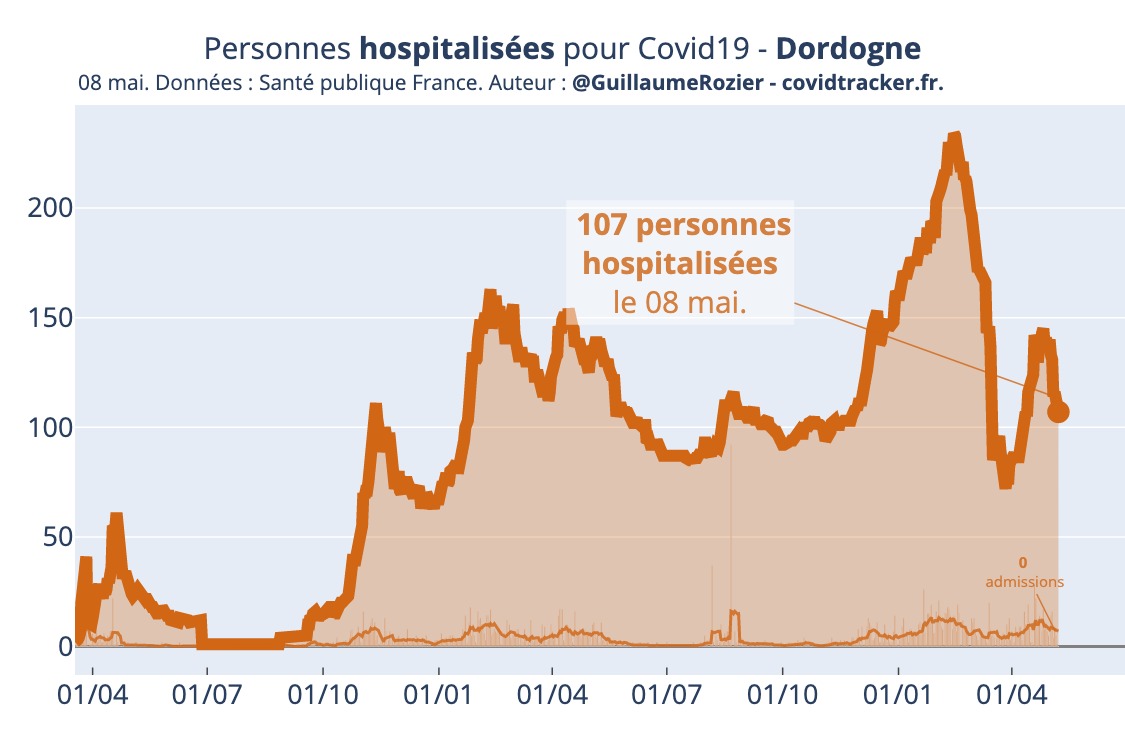 Personnes hospitalisées pour Covid19 - Dordogne
08 mai. Données : Santé publique France. Auteur : @GuillaumeRozier - covidtracker.fr.
200
150
100
50
0
107 personnes
hospitalisées
le 08 mai.
0
admissions
01/04
01/07
01/10
01/01
01/04
01/07
01/10
01/01
01/04